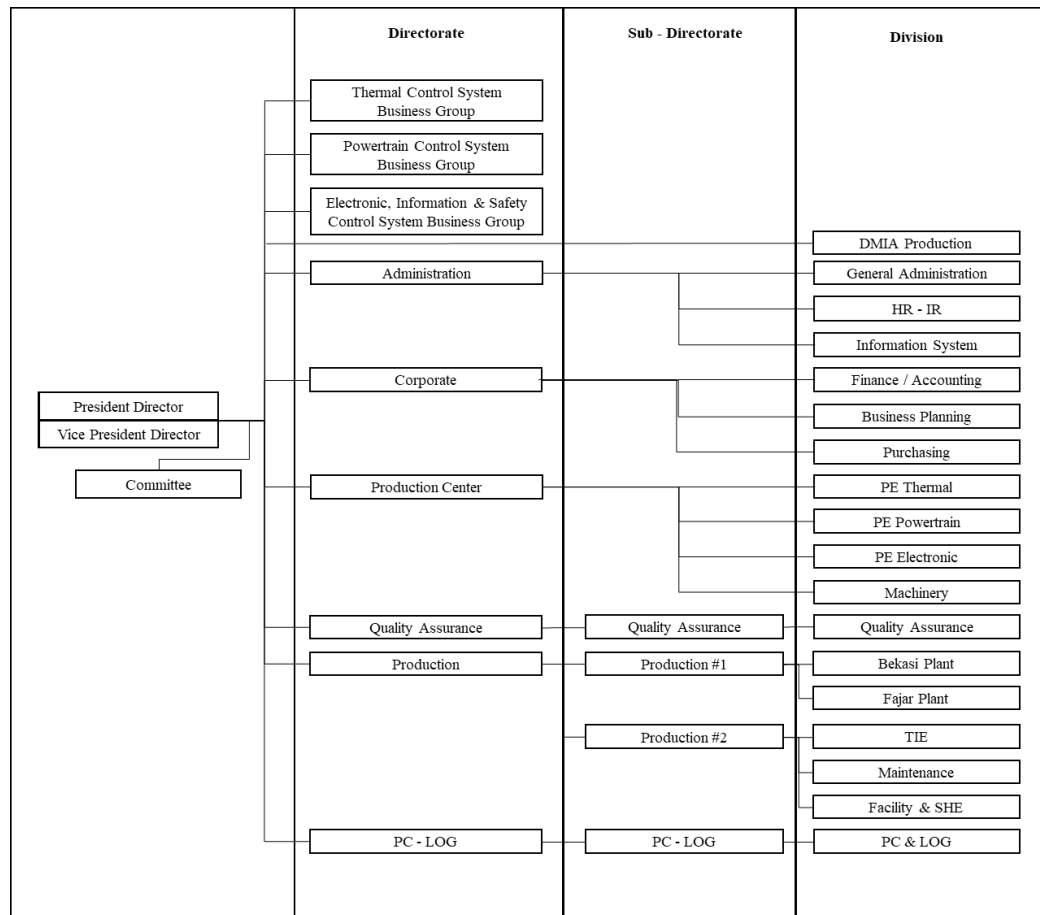 Directorate
Sub - Directorate
Division
Thermal Control System
Business Group
Powertrain Control System
Business Group
Electronic, Information & Safety
Control System Business Group
DMIA Production
Administration
General Administration
HR - IR
Information System
Corporate
Finance / Accounting
President Director
Vice President Director
Business Planning
Purchasing
Committee
Production Center
PE Thermal
PE Powertrain
PE Electronic
Machinery
Quality Assurance
Quality Assurance
Quality Assurance
Production
Production #1
Bekasi Plant
Fajar Plant
Production #2
TIE
Maintenance
Facility & SHE
PC - LOG
PC - LOG
PC & LOG